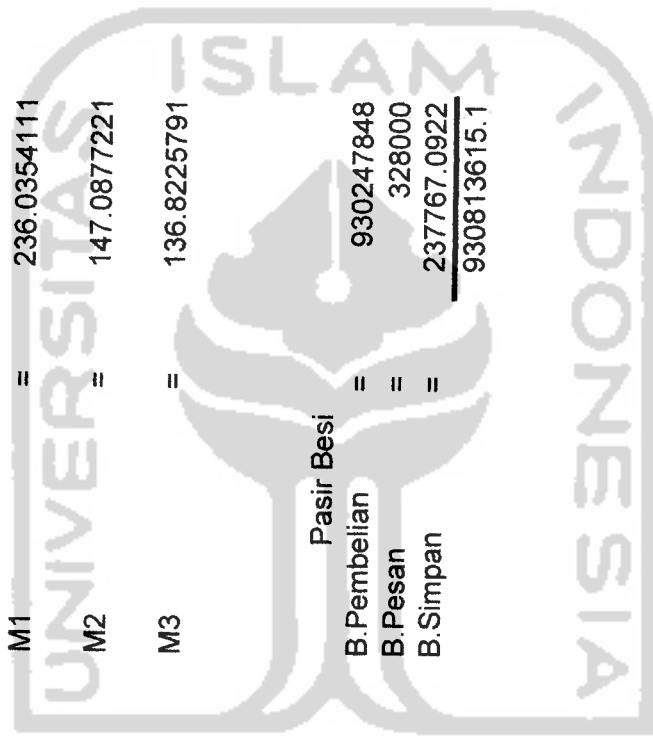 M1 = 236.0354111
M2 = 147.0877221
M3 = 136.8225791
Pasir Besi
B.Pembelian = 930247848
B.Pesan = 328000
B.Simpan = 237767.0922
930813615.1
UNIVERSITAS
ISLAM
INDONESIA